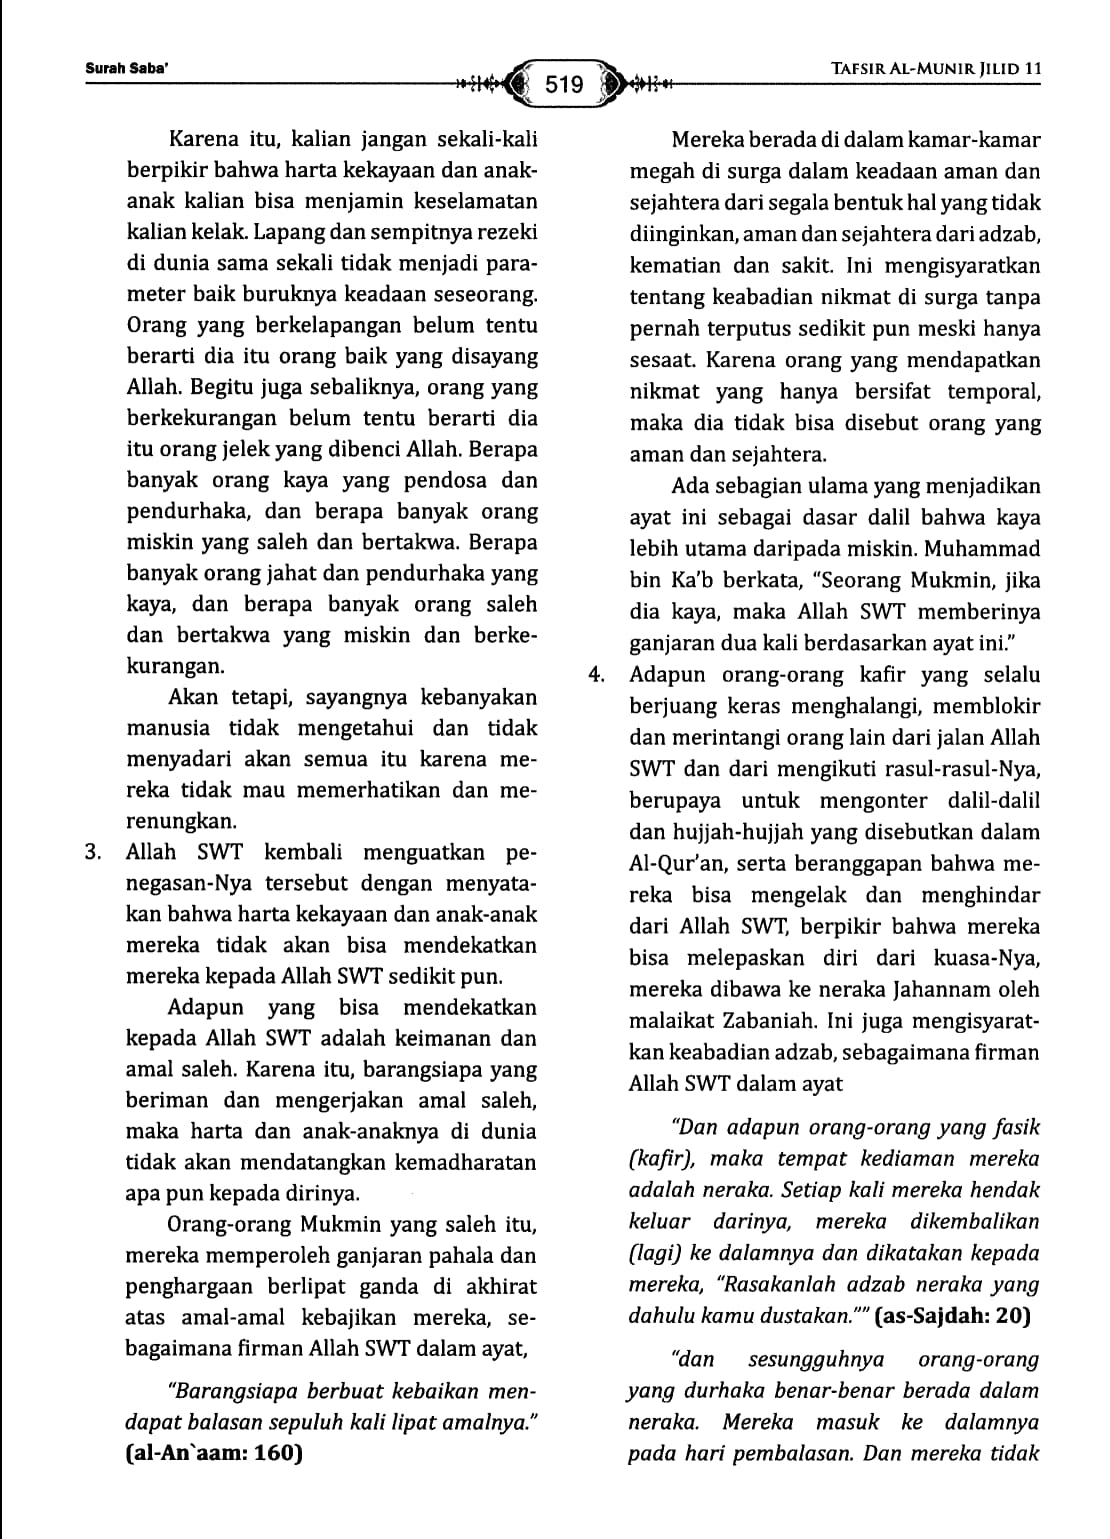 Surah Saba'
519
TAFSIR AL-MUNIR JILID 11
Karena itu, kalian jangan sekali-kali
berpikir bahwa harta kekayaan dan anak-
anak kalian bisa menjamin keselamatan
kalian kelak. Lapang dan sempitnya rezeki
di dunia sama sekali tidak menjadi para-
meter baik buruknya keadaan seseorang.
Orang yang berkelapangan belum tentu
berarti dia itu orang baik yang disayang
Allah. Begitu juga sebaliknya, orang yang
berkekurangan belum tentu berarti dia
itu orang jelek yang dibenci Allah. Berapa
banyak orang kaya yang pendosa dan
pendurhaka, dan berapa banyak orang
miskin yang saleh dan bertakwa. Berapa
banyak orang jahat dan pendurhaka yang
kaya, dan berapa banyak orang saleh
dan bertakwa yang miskin dan berke-
kurangan.
Akan tetapi, sayangnya kebanyakan
manusia tidak mengetahui dan tidak
menyadari akan semua itu karena me-
reka tidak mau memerhatikan dan me-
renungkan.
3. Allah SWT kembali menguatkan pe-
negasan-Nya tersebut dengan menyata-
kan bahwa harta kekayaan dan anak-anak
mereka tidak akan bisa mendekatkan
mereka kepada Allah SWT sedikit pun.
Adapun yang bisa mendekatkan
kepada Allah SWT adalah keimanan dan
amal saleh. Karena itu, barangsiapa yang
beriman dan mengerjakan amal saleh,
maka harta dan anak-anaknya di dunia
tidak akan mendatangkan kemadharatan
apa pun kepada dirinya.
Orang-orang Mukmin yang saleh itu,
mereka memperoleh ganjaran pahala dan
penghargaan berlipat ganda di akhirat
atas amal-amal kebajikan mereka, se-
bagaimana firman Allah SWT dalam ayat,
"Barangsiapa berbuat kebaikan men-
dapat balasan sepuluh kali lipat amalnya."
(al-An`aam: 160)
Mereka berada di dalam kamar-kamar
megah di surga dalam keadaan aman dan
sejahtera dari segala bentuk hal yang tidak
diinginkan, aman dan sejahtera dari adzab,
kematian dan sakit. Ini mengisyaratkan
tentang keabadian nikmat di surga tanpa
pernah terputus sedikit pun meski hanya
sesaat. Karena orang yang mendapatkan
nikmat yang hanya bersifat temporal,
maka dia tidak bisa disebut orang yang
aman dan sejahtera.
Ada sebagian ulama yang menjadikan
ayat ini sebagai dasar dalil bahwa kaya
lebih utama daripada miskin. Muhammad
bin Ka'b berkata, "Seorang Mukmin, jika
dia kaya, maka Allah SWT memberinya
ganjaran dua kali berdasarkan ayat ini."
4. Adapun orang-orang kafir yang selalu
berjuang keras menghalangi, memblokir
dan merintangi orang lain dari jalan Allah
SWT dan dari mengikuti rasul-rasul-Nya,
berupaya untuk mengonter dalil-dalil
dan hujjah-hujjah yang disebutkan dalam
Al-Qur'an, serta beranggapan bahwa me-
reka bisa mengelak dan menghindar
dari Allah SWT, berpikir bahwa mereka
bisa melepaskan diri dari kuasa-Nya,
mereka dibawa ke neraka Jahannam oleh
malaikat Zabaniah. Ini juga mengisyarat-
kan keabadian adzab, sebagaimana firman
Allah SWT dalam ayat
"Dan adapun orang-orang yang fasik
(kafir), maka tempat kediaman mereka
adalah neraka. Setiap kali mereka hendak
keluar darinya, mereka dikembalikan
(lagi) ke dalamnya dan dikatakan kepada
mereka, "Rasakanlah adzab neraka yang
dahulu kamu dustakan."" (as-Sajdah: 20)
"dan sesungguhnya orang-orang
yang durhaka benar-benar berada dalam
neraka. Mereka masuk ke dalamnya
pada hari pembalasan. Dan mereka tidak